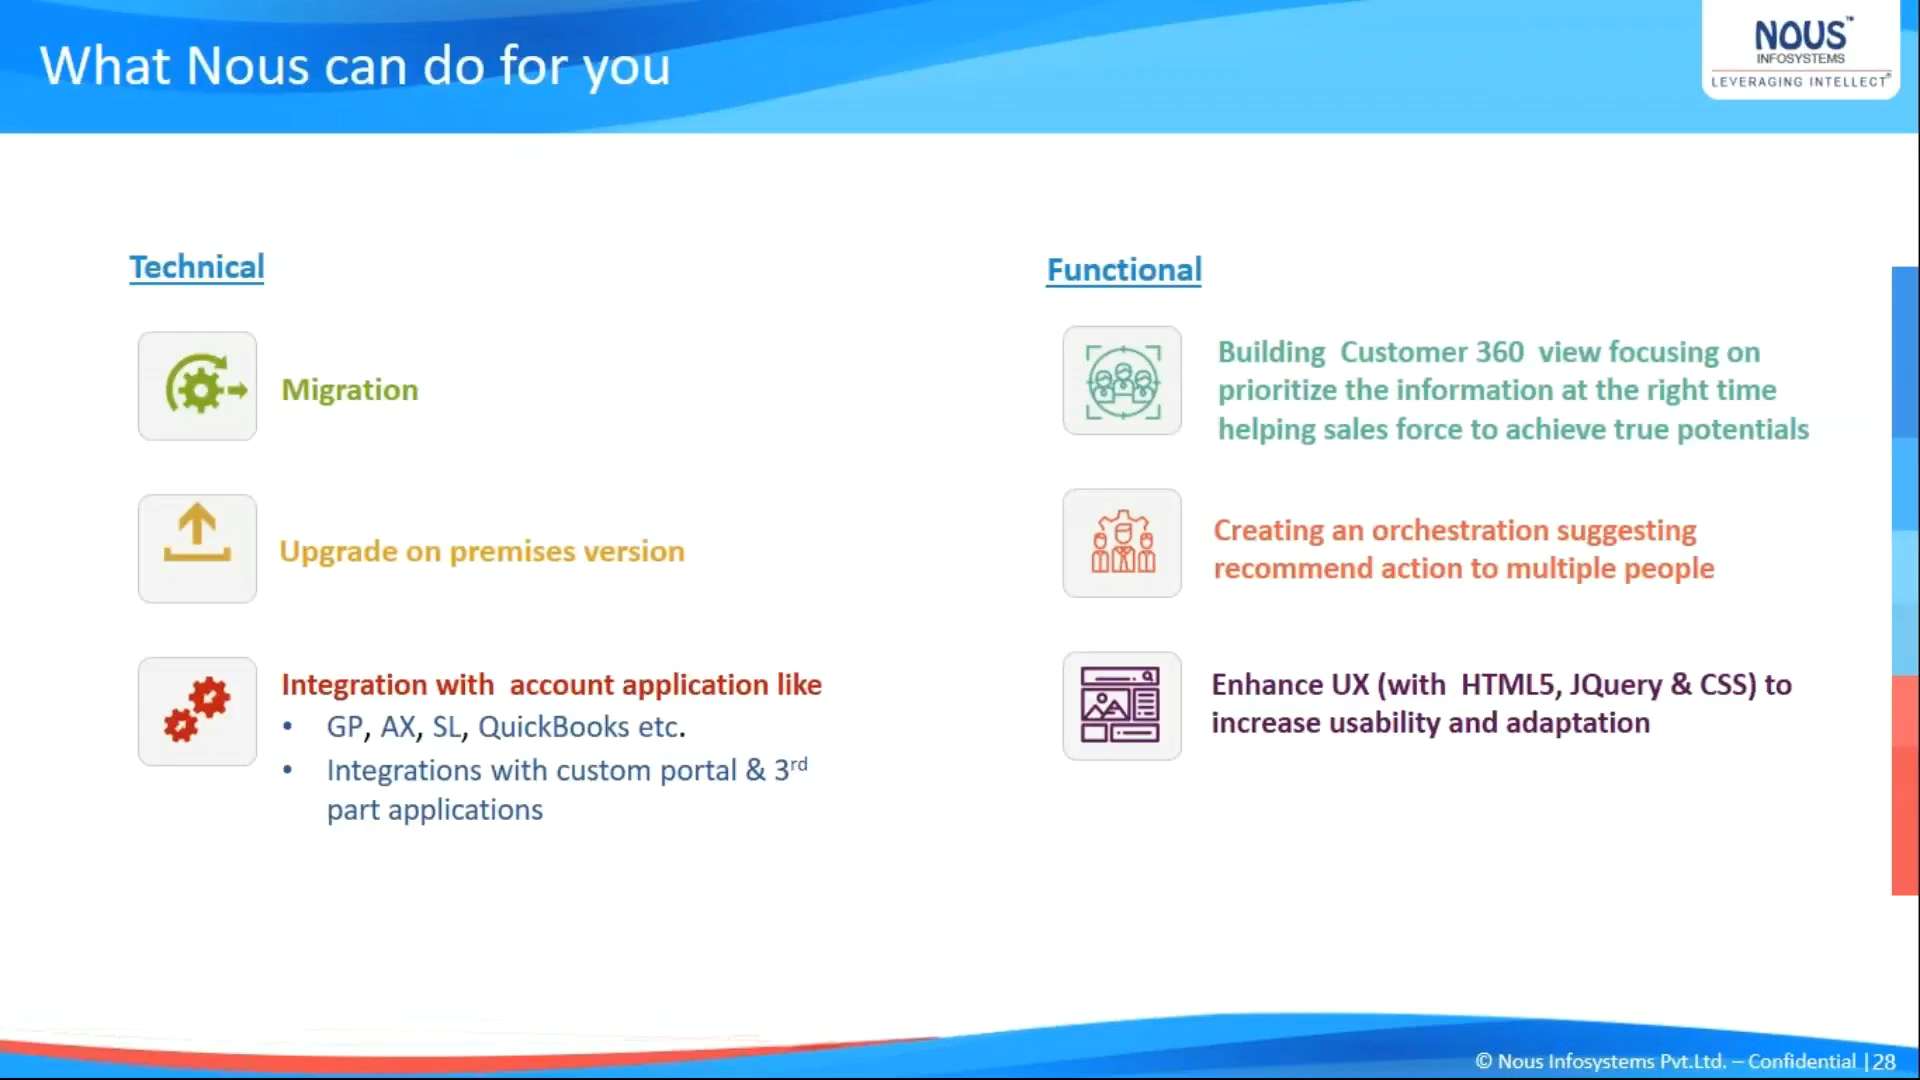 What Nous can do for you
NOUS™
INFOSYSTEMS
LEVERAGING INTELLECT®
Technical
Migration
Upgrade on premises version
Integration with account application like
• GP, AX, SL, QuickBooks etc.
• Integrations with custom portal & 3rd
part applications
Functional
Building Customer 360 view focusing on
prioritize the information at the right time
helping sales force to achieve true potentials
Creating an orchestration suggesting
recommend action to multiple people
Enhance UX (with HTML5, JQuery & CSS) to
increase usability and adaptation
© Nous Infosystems Pvt.Ltd. – Confidential |28